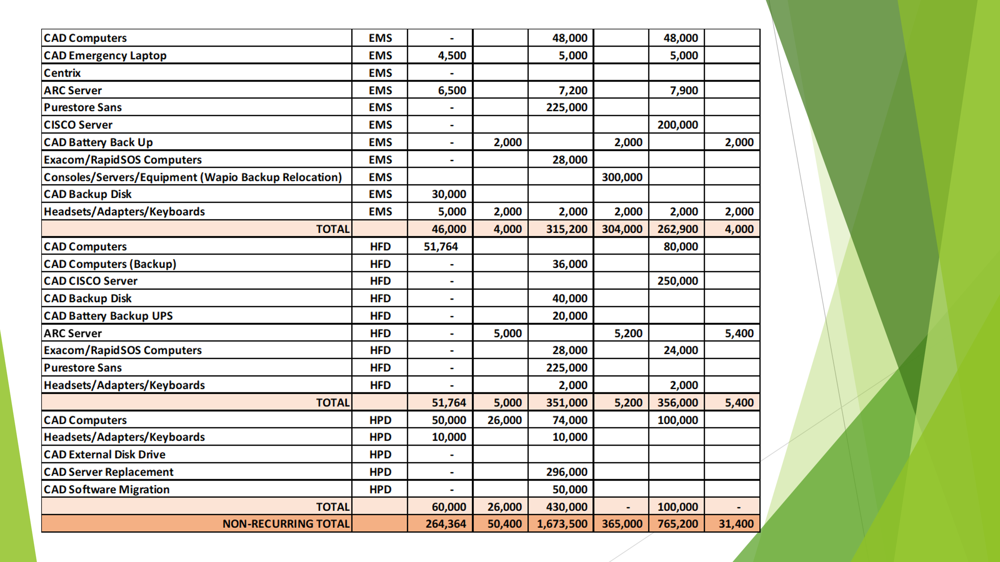 CAD Computers EMS - 48,000 48,000
CAD Emergency Laptop EMS 4,500 5,000 5,000
Centrix EMS -
ARC Server EMS 6,500 7,200 7,900
Purestore Sans EMS - 225,000
CISCO Server EMS - 200,000
CAD Battery Back Up EMS - 2,000 2,000 2,000
Exacom/RapidSOS Computers EMS - 28,000
Consoles/Servers/Equipment (Wapio Backup Relocation) EMS 300,000
CAD Backup Disk EMS 30,000
Headsets/Adapters/Keyboards EMS 5,000 2,000 2,000 2,000 2,000 2,000
TOTAL 46,000 4,000 315,200 304,000 262,900 4,000
CAD Computers HFD 51,764 80,000
CAD Computers (Backup) HFD - 36,000
CAD CISCO Server HFD - 250,000
CAD Backup Disk HFD - 40,000
CAD Battery Backup UPS HFD - 20,000
ARC Server HFD - 5,000 5,200 5,400
Exacom/RapidSOS Computers HFD - 28,000 24,000
Purestore Sans HFD - 225,000
Headsets/Adapters/Keyboards HFD - 2,000 2,000
TOTAL 51,764 5,000 351,000 5,200 356,000 5,400
CAD Computers HPD 50,000 26,000 74,000 100,000
Headsets/Adapters/Keyboards HPD 10,000 10,000
CAD External Disk Drive HPD -
CAD Server Replacement HPD - 296,000
CAD Software Migration HPD - 50,000
TOTAL 60,000 26,000 430,000 - 100,000 -
NON-RECURRING TOTAL 264,364 50,400 1,673,500 365,000 765,200 31,400